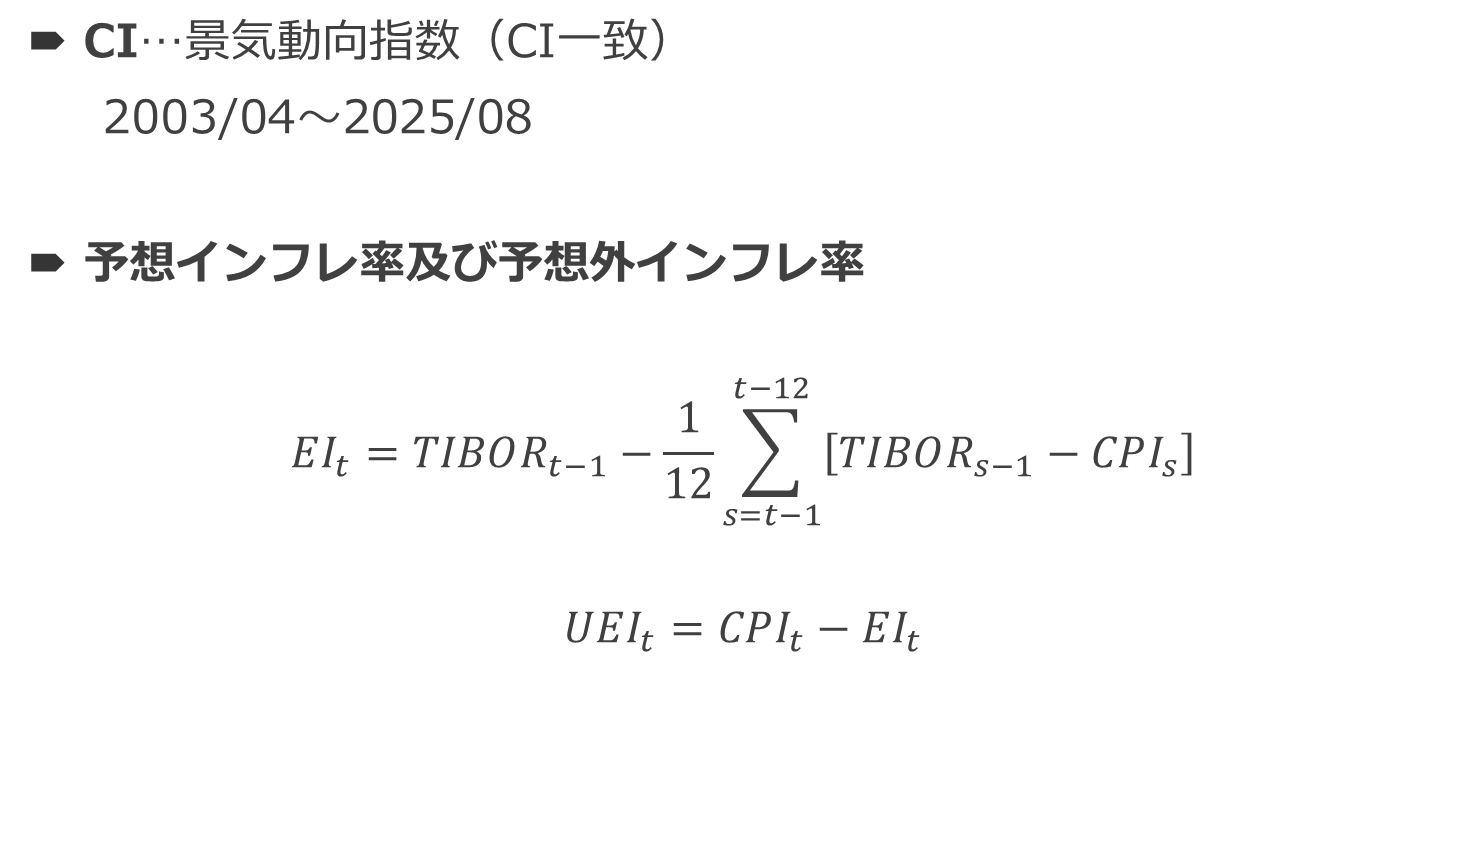 CI…景気動向指数（CI一致）
2003/04～2025/08
予想インフレ率及び予想外インフレ率
EI_t = TIBOR_{t−1} − \frac{1}{12} \sum_{s=t−1}^{t−12} [TIBOR_{s−1} − CPI_s]
UEI_t = CPI_t − EI_t